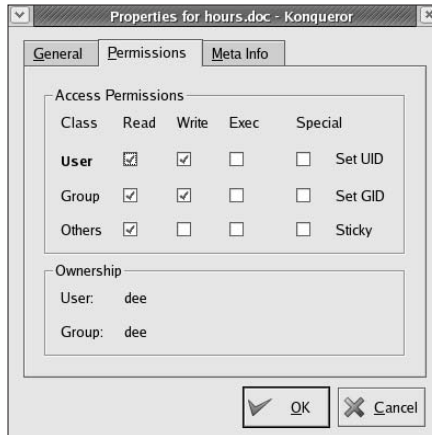 Properties for hours.doc - Konqueror
General Permissions Meta Info
Access Permissions
Class Read Write Exec Special
User Set UID
Group Set GID
Others Sticky
Ownership
User: dee
Group: dee
OK Cancel